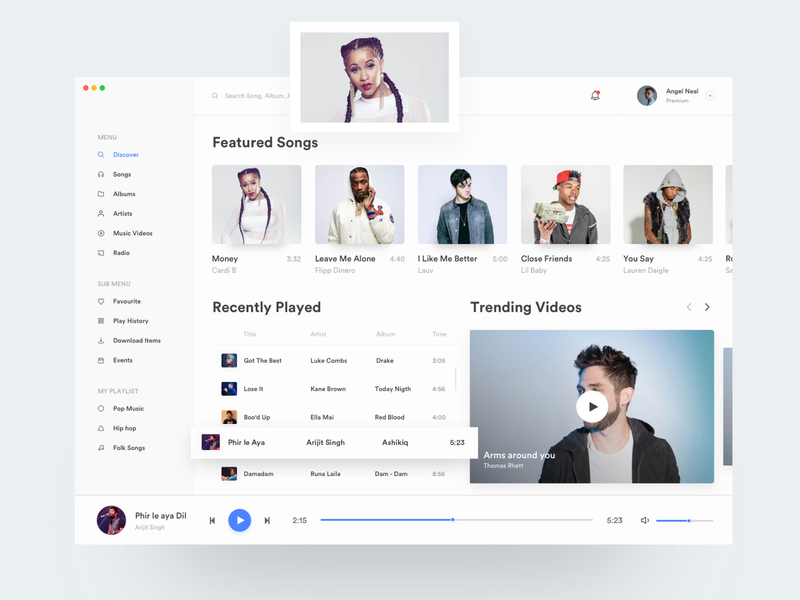 Search Song, Album, A
Angel Neal
Premium
MENU
Discover
Songs
Albums
Artists
Music Videos
Radio
SUB MENU
Favourite
Play History
Download Items
Events
MY PLAYLIST
Pop Music
Hip hop
Folk Songs
Featured Songs
Money 3:32
Cardi B
Leave Me Alone 4:40
Flipp Dinero
I Like Me Better 5:00
Lauv
Close Friends 4:25
Lil Baby
You Say 4:25
Lauren Daigle
Recently Played
Title Artist Album Time
Got The Best Luke Combs Drake 3:05
Lose It Kane Brown Today Nigth 4:56
Boo'd Up Ella Mai Red Blood 4:00
Phir le Aya Arijit Singh Ashikiq 5:23
Damadam Runa Laila Dam - Dam 8:56
Trending Videos
Arms around you
Thomas Rhett
Phir le aya Dil
Arijit Singh
2:15 5:23